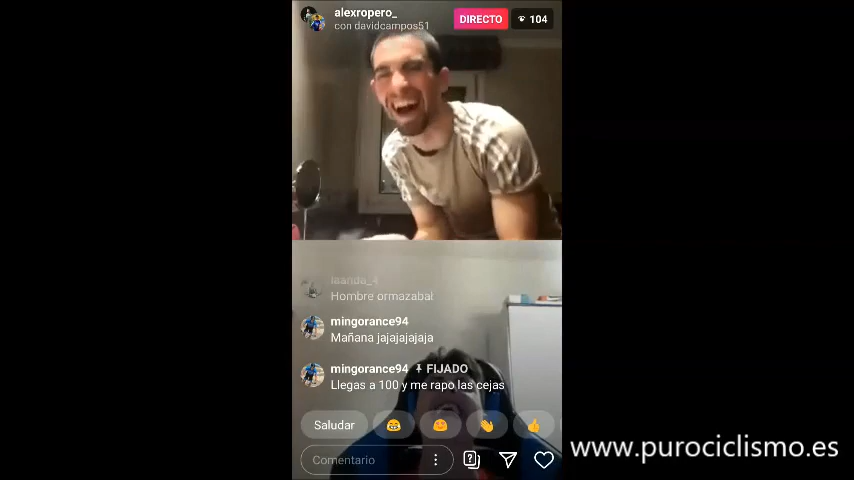 alexropero_
con davidcampos51
DIRECTO
104
isanda_4
Hombre ormazabal
mingorance94
Mañana jajajajajaja
mingorance94 FIJADO
Llegas a 100 y me rapo las cejas
Saludar
Comentario
www.purociclismo.es